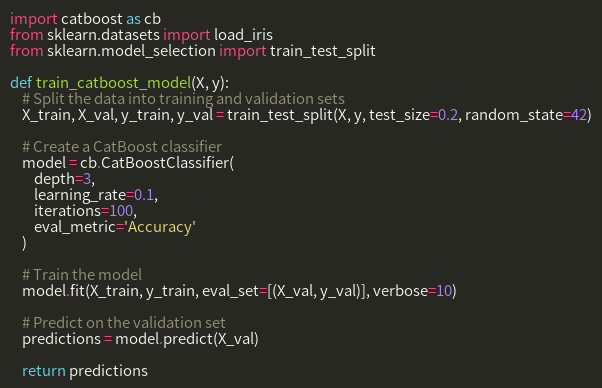 import catboost as cb
from sklearn.datasets import load_iris
from sklearn.model_selection import train_test_split

def train_catboost_model(X, y):
    # Split the data into training and validation sets
    X_train, X_val, y_train, y_val = train_test_split(X, y, test_size=0.2, random_state=42)

    # Create a CatBoost classifier
    model = cb.CatBoostClassifier(
        depth=3,
        learning_rate=0.1,
        iterations=100,
        eval_metric='Accuracy'
    )

    # Train the model
    model.fit(X_train, y_train, eval_set=[(X_val, y_val)], verbose=10)

    # Predict on the validation set
    predictions = model.predict(X_val)

    return predictions